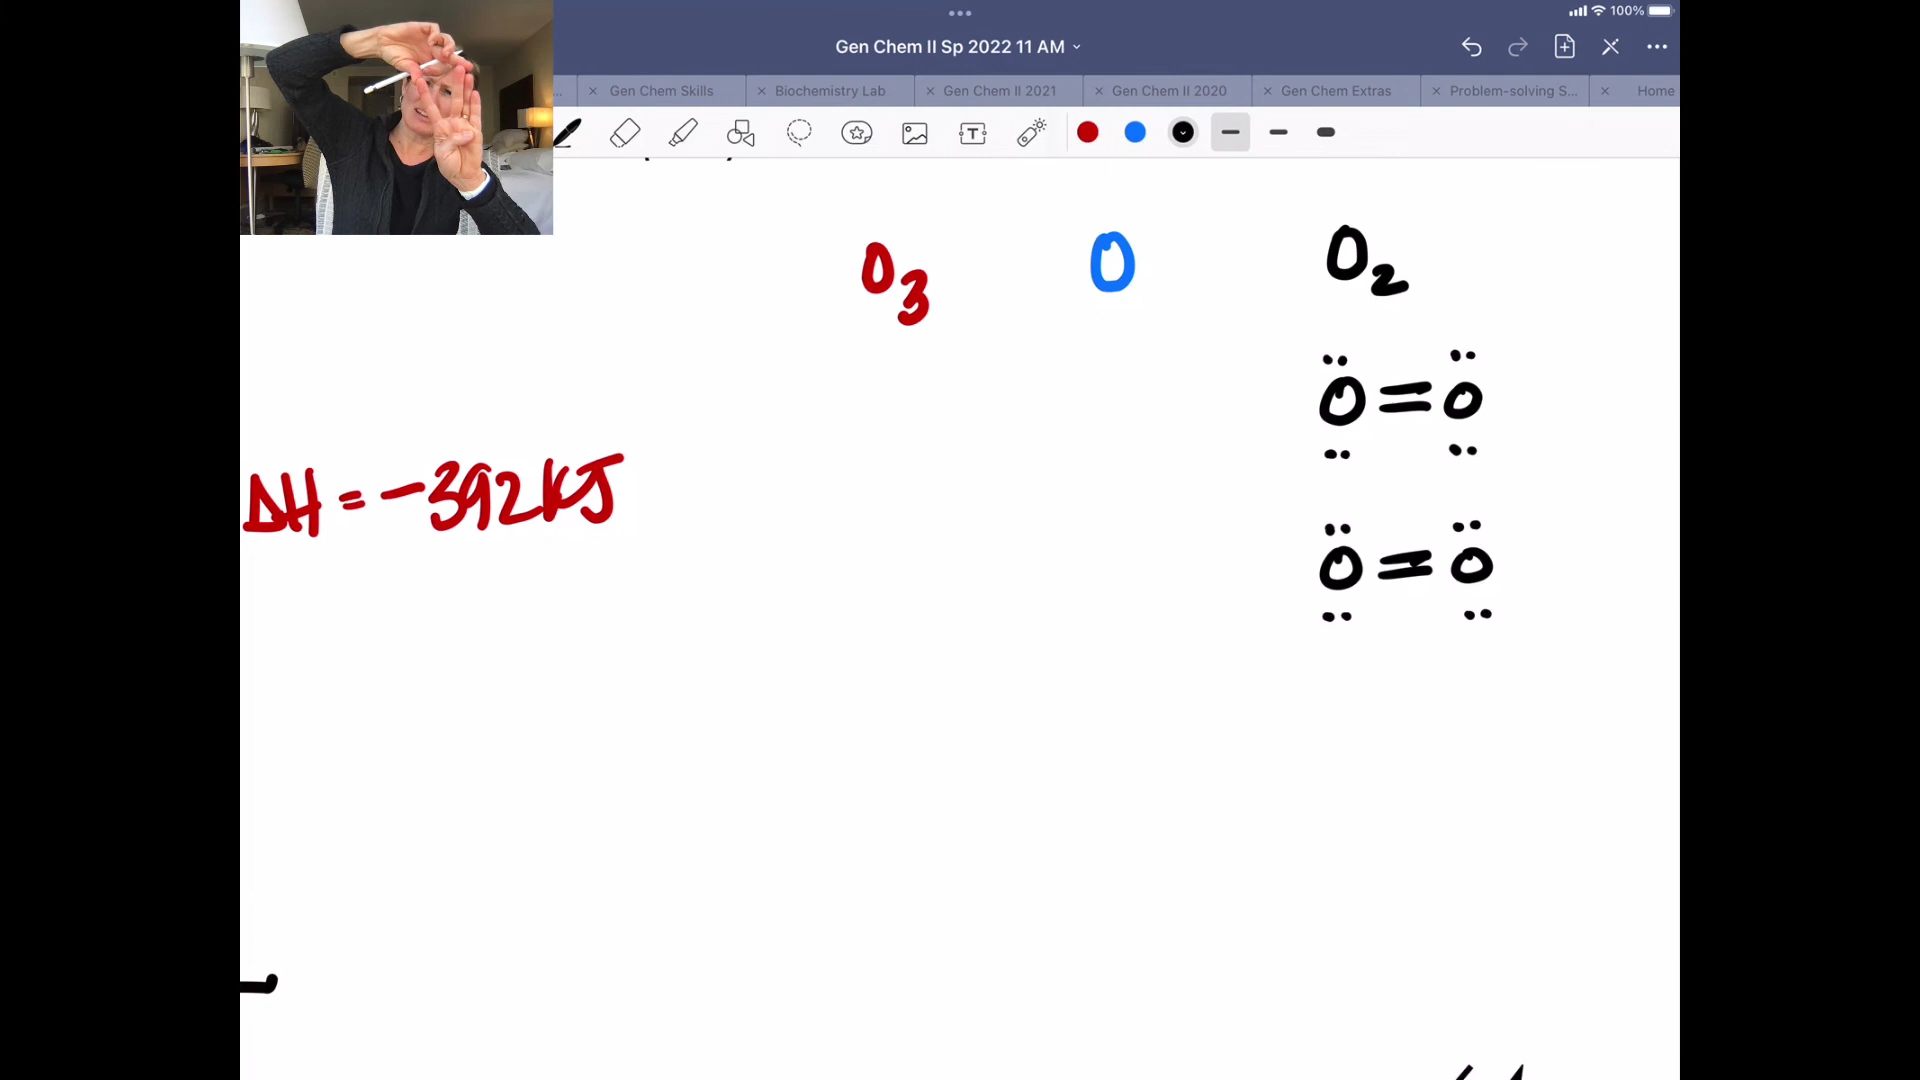 100%
Gen Chem II Sp 2022 11 AM
... Gen Chem Skills Biochemistry Lab Gen Chem II 2021 Gen Chem II 2020 Gen Chem Extras Problem-solving S... Home
T
O3 O O2
O=O
ΔH = -392 kJ
O=O